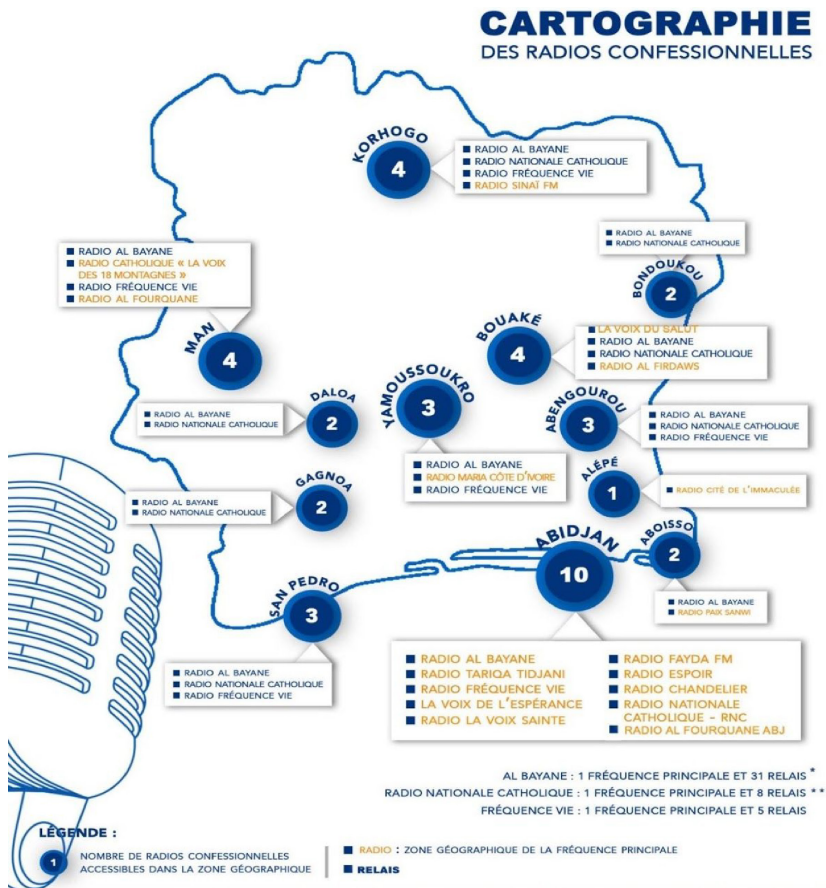 CARTOGRAPHIE
DES RADIOS CONFESSIONNELLES
KORHOGO
4
RADIO AL BAYANE
RADIO NATIONALE CATHOLIQUE
RADIO FRÉQUENCE VIE
RADIO SINAÏ FM
RADIO AL BAYANE
RADIO NATIONALE CATHOLIQUE
BONDOUKOU
2
RADIO AL BAYANE
RADIO CATHOLIQUE « LA VOIX
DES 18 MONTAGNES »
RADIO FRÉQUENCE VIE
RADIO AL FOURQUANE
MAN
4
BOUAKÉ
4
LA VOIX DU SALUT
RADIO AL BAYANE
RADIO NATIONALE CATHOLIQUE
RADIO AL FIRDAWS
DALOA
2
RADIO AL BAYANE
RADIO NATIONALE CATHOLIQUE
YAMOUSSOUKRO
3
RADIO AL BAYANE
RADIO MARIA CÔTE D'IVOIRE
RADIO FRÉQUENCE VIE
ABENGOUROU
3
RADIO AL BAYANE
RADIO NATIONALE CATHOLIQUE
RADIO FRÉQUENCE VIE
GAGNOA
2
RADIO AL BAYANE
RADIO NATIONALE CATHOLIQUE
ALÉPÉ
1
RADIO CITÉ DE L'IMMACULÉE
ABIDJAN
10
ABOISSO
2
RADIO AL BAYANE
RADIO PAIX SANWI
SAN PEDRO
3
RADIO AL BAYANE
RADIO NATIONALE CATHOLIQUE
RADIO FRÉQUENCE VIE
RADIO AL BAYANE
RADIO TARIQA TIDJANI
RADIO FRÉQUENCE VIE
LA VOIX DE L'ESPÉRANCE
RADIO LA VOIX SAINTE
RADIO FAYDA FM
RADIO ESPOIR
RADIO CHANDELIER
RADIO NATIONALE
CATHOLIQUE - RNC
RADIO AL FOURQUANE ABJ
AL BAYANE : 1 FRÉQUENCE PRINCIPALE ET 31 RELAIS *
RADIO NATIONALE CATHOLIQUE : 1 FRÉQUENCE PRINCIPALE ET 8 RELAIS **
FRÉQUENCE VIE : 1 FRÉQUENCE PRINCIPALE ET 5 RELAIS
LÉGENDE :
1
NOMBRE DE RADIOS CONFESSIONNELLES
ACCESSIBLES DANS LA ZONE GÉOGRAPHIQUE
RADIO : ZONE GÉOGRAPHIQUE DE LA FRÉQUENCE PRINCIPALE
RELAIS